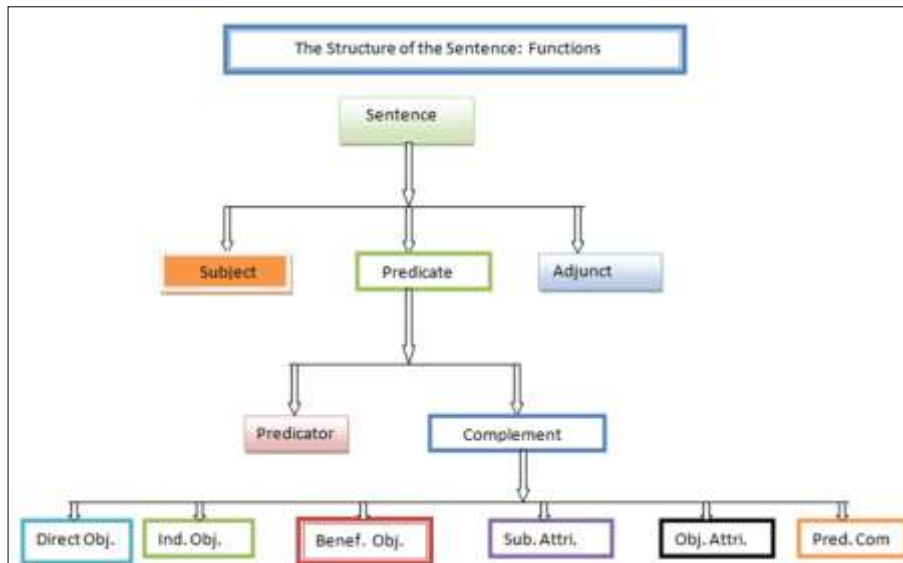 The Structure of the Sentence: Functions
Sentence
Subject
Predicate
Adjunct
Predicator
Complement
Direct Obj.
Ind. Obj.
Benef. Obj.
Sub. Attri.
Obj. Attri.
Pred. Com